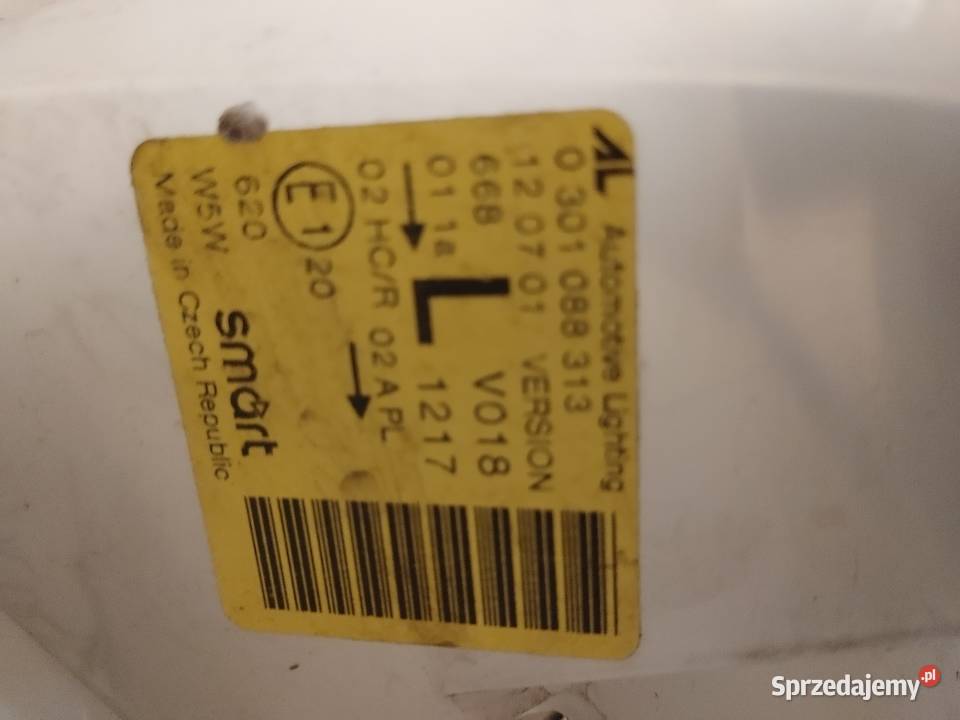 AL Automotive Lighting
0 301 088 313
12 07 01 VERSION
668 V018
01 1a L 1217
02 HC/R 02 A PL
E 1 20
620 smart
W5W
Made in Czech Republic
Sprzedajemy.pl